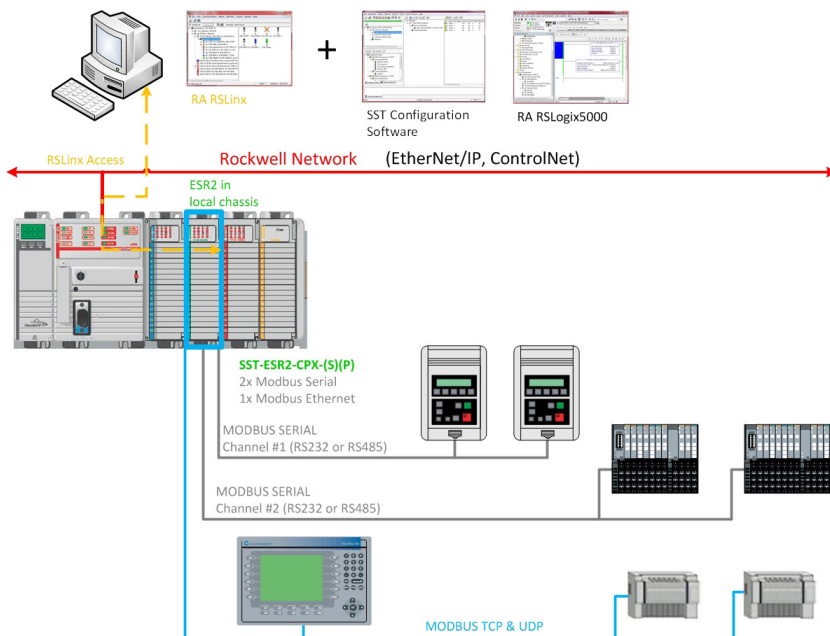 RA RSLinx
+
SST Configuration
Software
RA RSLogix5000
RSLinx Access
Rockwell Network (EtherNet/IP, ControlNet)
ESR2 in
local chassis
SST-ESR2-CPX-(S)(P)
2x Modbus Serial
1x Modbus Ethernet
MODBUS SERIAL
Channel #1 (RS232 or RS485)
MODBUS SERIAL
Channel #2 (RS232 or RS485)
MODBUS TCP & UDP